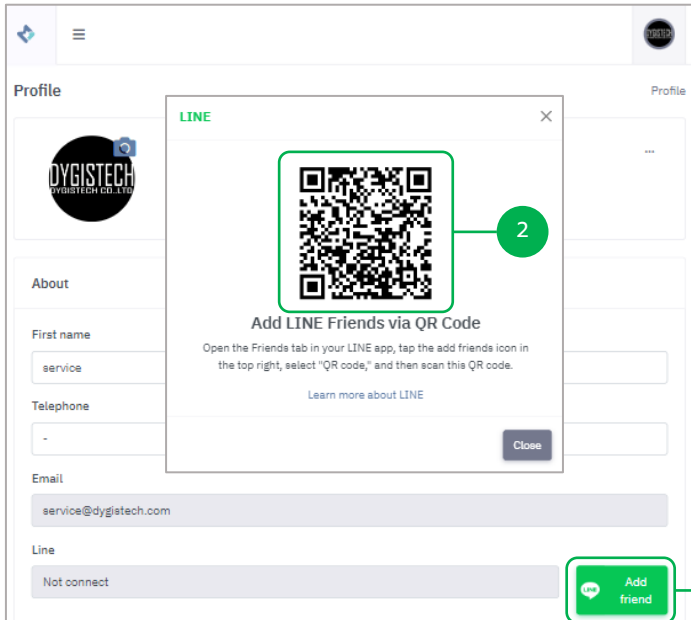 DYGISTECH
Profile
Profile
DYGISTECH
DYGISTECH CO.,LTD
...
LINE
2
Add LINE Friends via QR Code
Open the Friends tab in your LINE app, tap the add friends icon in
the top right, select "QR code," and then scan this QR code.
Learn more about LINE
Close
About
First name
service
Telephone
-
Email
service@dygistech.com
Line
Not connect
LINE
Add
friend